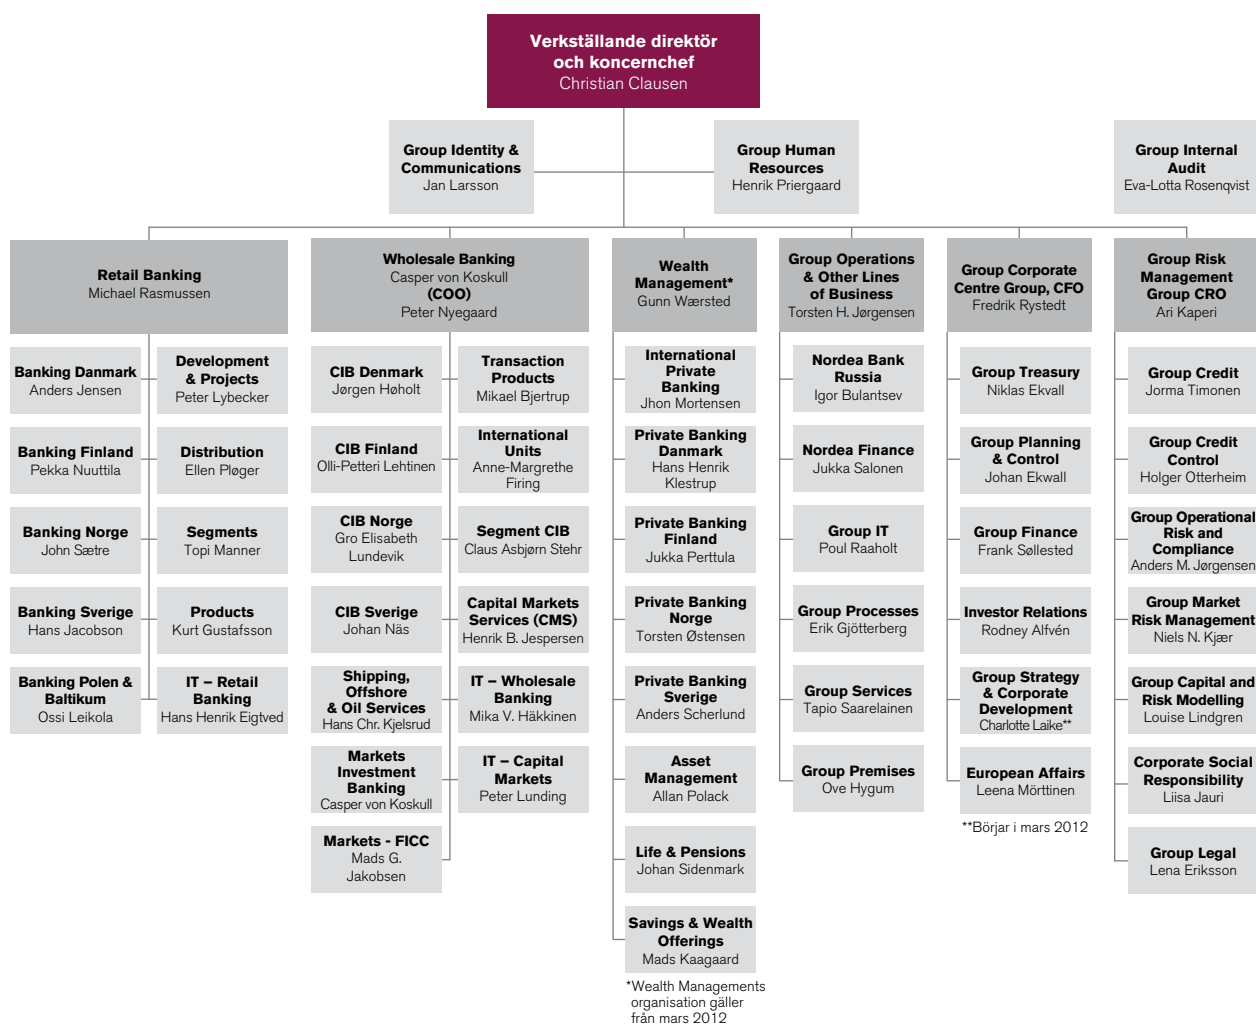 Verkställande direktör
och koncernchef
Christian Clausen
Group Identity &
Communications
Jan Larsson
Group Human
Resources
Henrik Priergaard
Group Internal
Audit
Eva-Lotta Rosenqvist
Retail Banking
Michael Rasmussen
Wholesale Banking
Casper von Koskull
(COO)
Peter Nyegaard
Wealth
Management*
Gunn Wærsted
Group Operations
& Other Lines
of Business
Torsten H. Jørgensen
Group Corporate
Centre Group, CFO
Fredrik Rystedt
Group Risk
Management
Group CRO
Ari Kaperi
Banking Danmark
Anders Jensen
Banking Finland
Pekka Nuuttila
Banking Norge
John Sætre
Banking Sverige
Hans Jacobson
Banking Polen &
Baltikum
Ossi Leikola
Development
& Projects
Peter Lybecker
Distribution
Ellen Pløger
Segments
Topi Manner
Products
Kurt Gustafsson
IT – Retail
Banking
Hans Henrik Eigtved
CIB Denmark
Jørgen Høholt
CIB Finland
Olli-Petteri Lehtinen
CIB Norge
Gro Elisabeth
Lundevik
CIB Sverige
Johan Näs
Shipping,
Offshore
& Oil Services
Hans Chr. Kjelsrud
Markets
Investment
Banking
Casper von Koskull
Markets - FICC
Mads G.
Jakobsen
Transaction
Products
Mikael Bjertrup
International
Units
Anne-Margrethe
Firing
Segment CIB
Claus Asbjørn Stehr
Capital Markets
Services (CMS)
Henrik B. Jespersen
IT – Wholesale
Banking
Mika V. Häkkinen
IT – Capital
Markets
Peter Lunding
International
Private
Banking
Jhon Mortensen
Private Banking
Danmark
Hans Henrik
Klestrup
Private Banking
Finland
Jukka Perttula
Private Banking
Norge
Torsten Østensen
Private Banking
Sverige
Anders Scherlund
Asset
Management
Allan Polack
Life & Pensions
Johan Sidenmark
Savings & Wealth
Offerings
Mads Kaagaard
*Wealth Managements
organisation gäller
från mars 2012
Nordea Bank
Russia
Igor Bulantsev
Nordea Finance
Jukka Salonen
Group IT
Poul Raaholt
Group Processes
Erik Gjötterberg
Group Services
Tapio Saarelainen
Group Premises
Ove Hygum
Group Treasury
Niklas Ekvall
Group Planning
& Control
Johan Ekwall
Group Finance
Frank Søllested
Investor Relations
Rodney Alfvén
Group Strategy
& Corporate
Development
Charlotte Laike**
European Affairs
Leena Mörttinen
**Börjar i mars 2012
Group Credit
Jorma Timonen
Group Credit
Control
Holger Otterheim
Group Operational
Risk and
Compliance
Anders M. Jørgensen
Group Market
Risk Management
Niels N. Kjær
Group Capital and
Risk Modelling
Louise Lindgren
Corporate Social
Responsibility
Liisa Jauri
Group Legal
Lena Eriksson